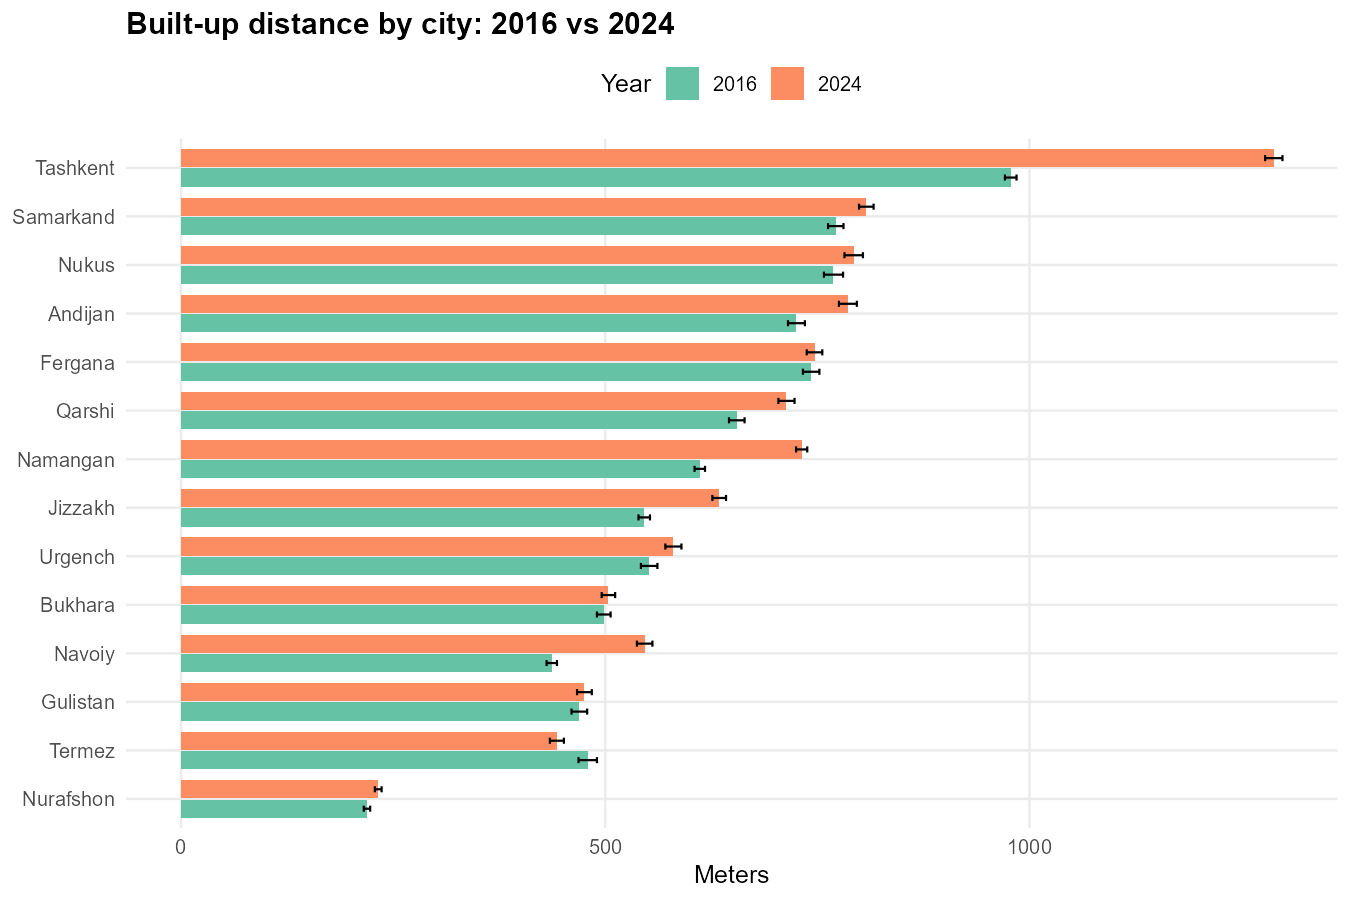 Built-up distance by city: 2016 vs 2024
Year 2016 2024
Tashkent
Samarkand
Nukus
Andijan
Fergana
Qarshi
Namangan
Jizzakh
Urgench
Bukhara
Navoiy
Gulistan
Termez
Nurafshon
0 500 1000
Meters